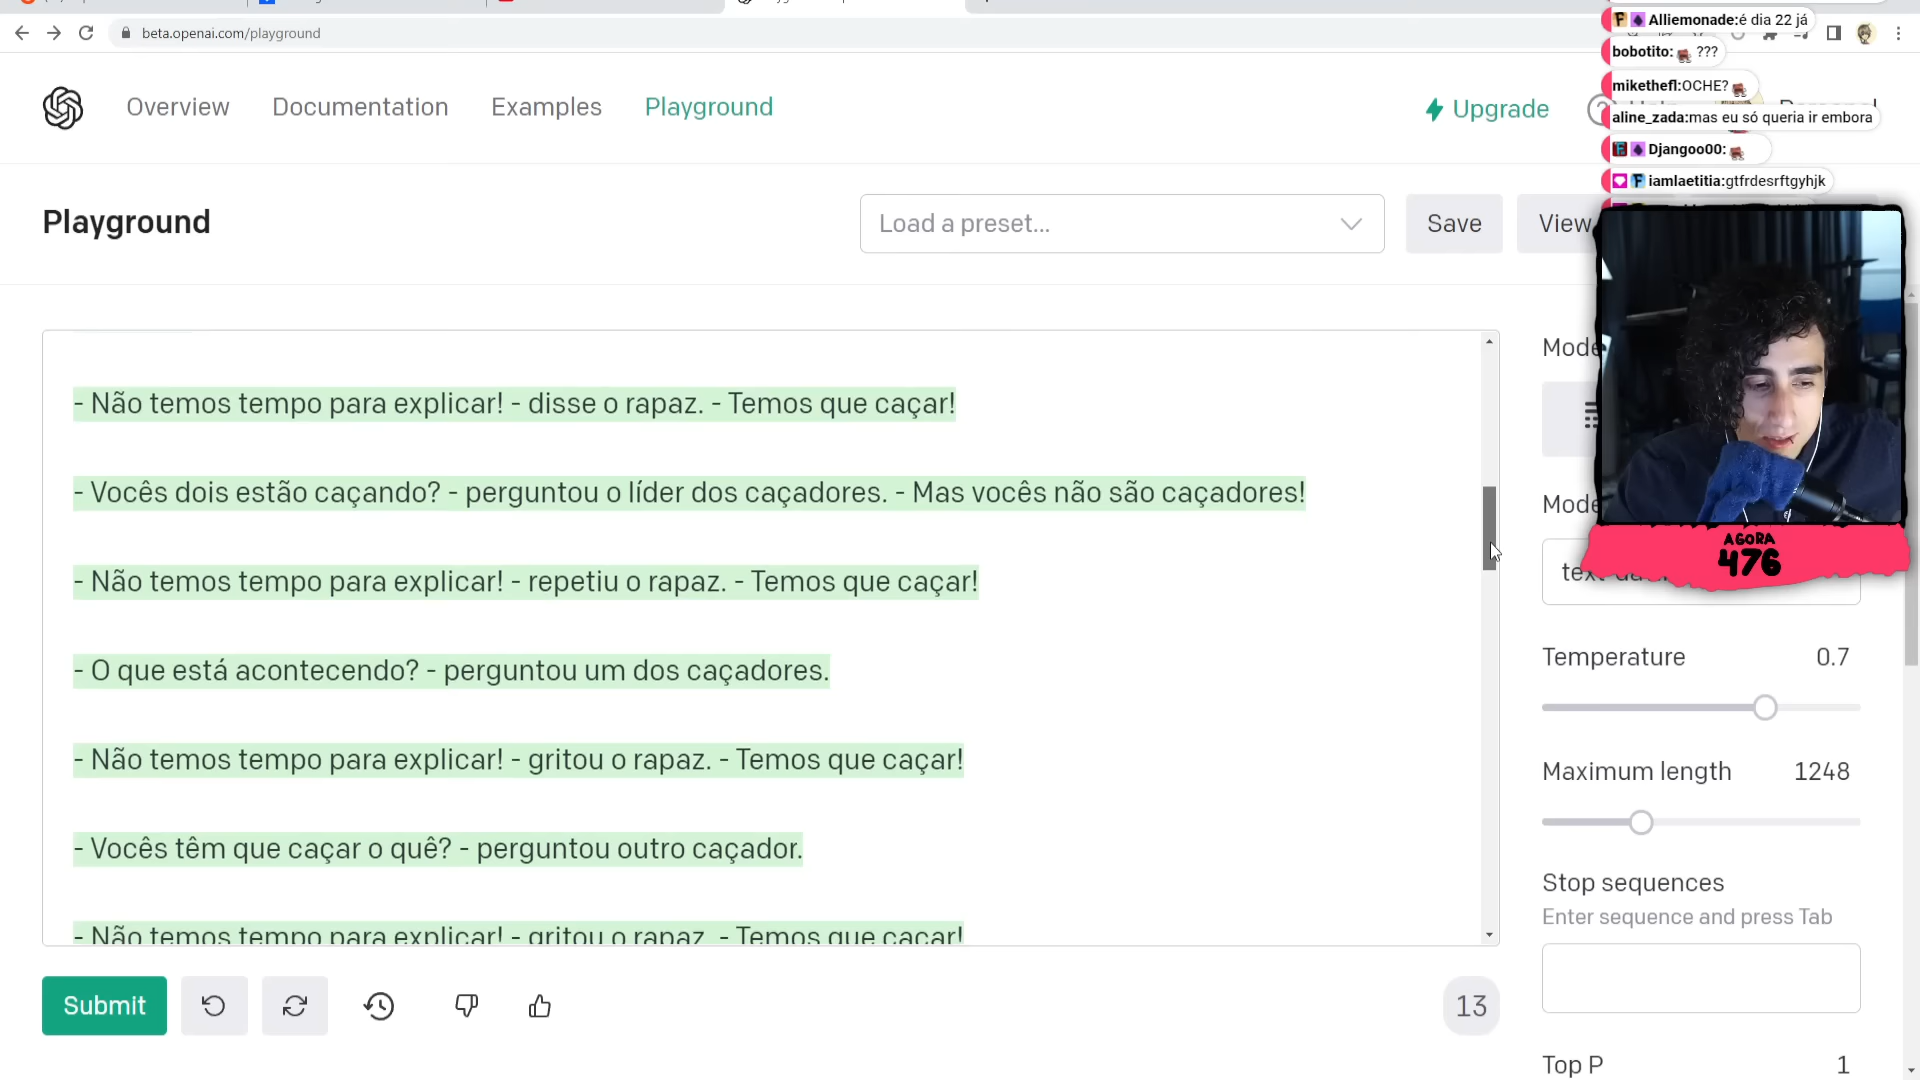 beta.openai.com/playground
Alliemonade:é dia 22 já
bobotito: ???
mikethefl:OCHE?
aline_zada:mas eu só queria ir embora
Djangoo00:
iamlaetitia:gtfrdesrftgyhjk
Overview Documentation Examples Playground
Upgrade
Playground
Load a preset...
Save
View
- Não temos tempo para explicar! - disse o rapaz. - Temos que caçar!
- Vocês dois estão caçando? - perguntou o líder dos caçadores. - Mas vocês não são caçadores!
- Não temos tempo para explicar! - repetiu o rapaz. - Temos que caçar!
- O que está acontecendo? - perguntou um dos caçadores.
- Não temos tempo para explicar! - gritou o rapaz. - Temos que caçar!
- Vocês têm que caçar o quê? - perguntou outro caçador.
- Não temos tempo para explicar! - gritou o rapaz. - Temos que caçar!
Submit
13
Mode
AGORA
476
Mode
Temperature 0.7
Maximum length 1248
Stop sequences
Enter sequence and press Tab
Top P 1